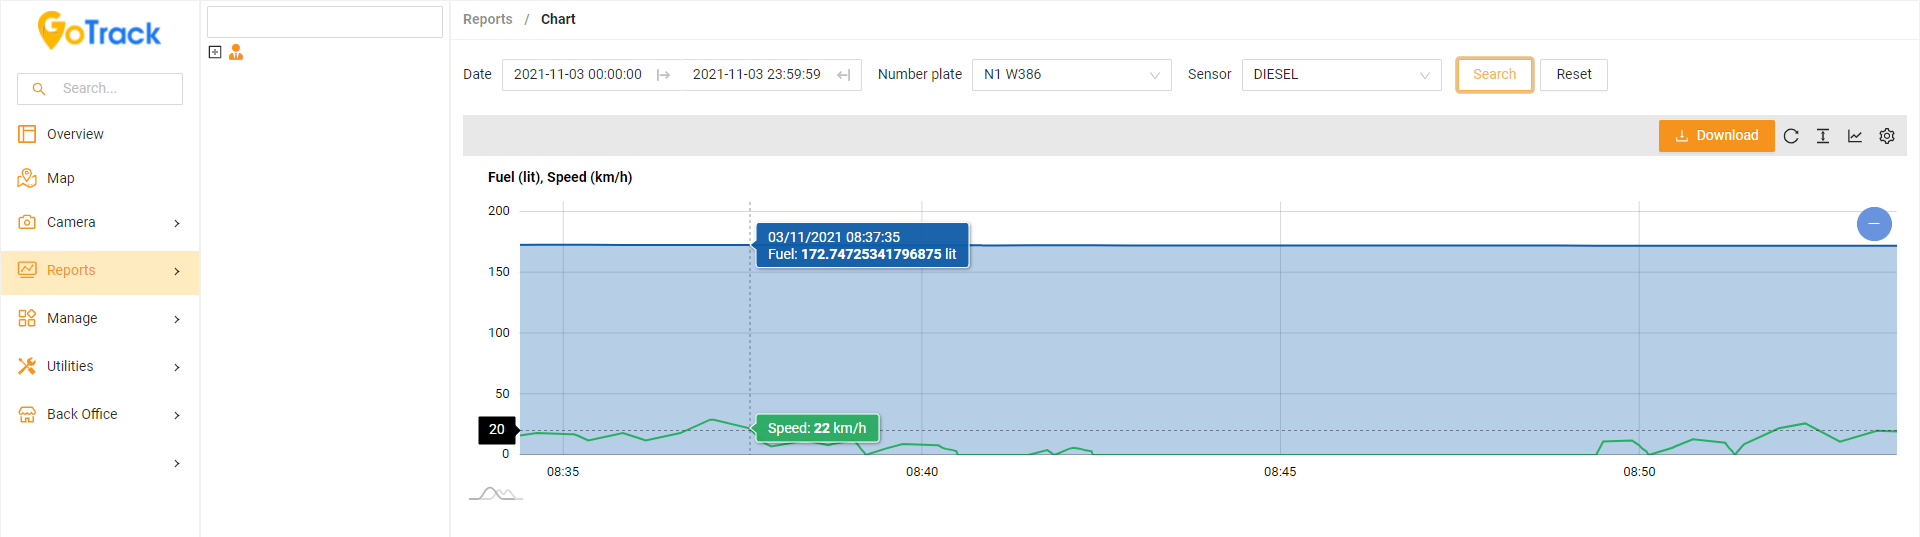 GoTrack
Search...
Overview
Map
Camera
Reports
Manage
Utilities
Back Office
Reports / Chart
Date 2021-11-03 00:00:00 2021-11-03 23:59:59 Number plate N1 W386 Sensor DIESEL Search Reset
Download
Fuel (lit), Speed (km/h)
200
150
100
50
20
0
03/11/2021 08:37:35
Fuel: 172.74725341796875 lit
Speed: 22 km/h
08:35 08:40 08:45 08:50